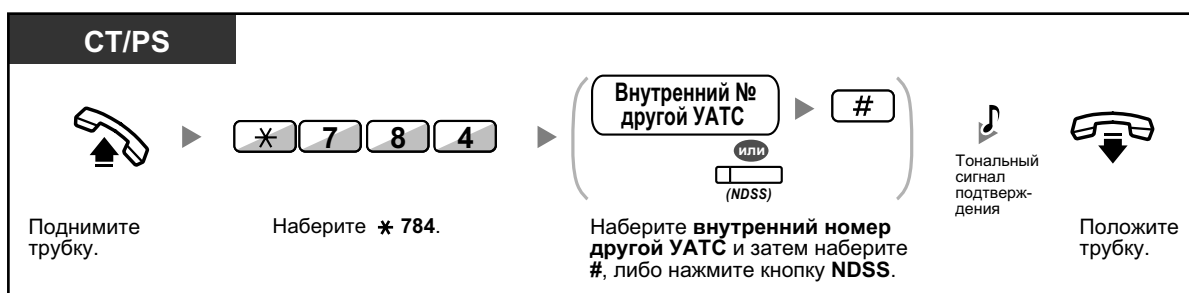 CT/PS
Внутренний №
другой УАТС
#
* 7 8 4
или
(NDSS)
Тональный
сигнал
подтверж-
дения
Поднимите
трубку.
Наберите * 784.
Наберите внутренний номер
другой УАТС и затем наберите
#, либо нажмите кнопку NDSS.
Положите
трубку.